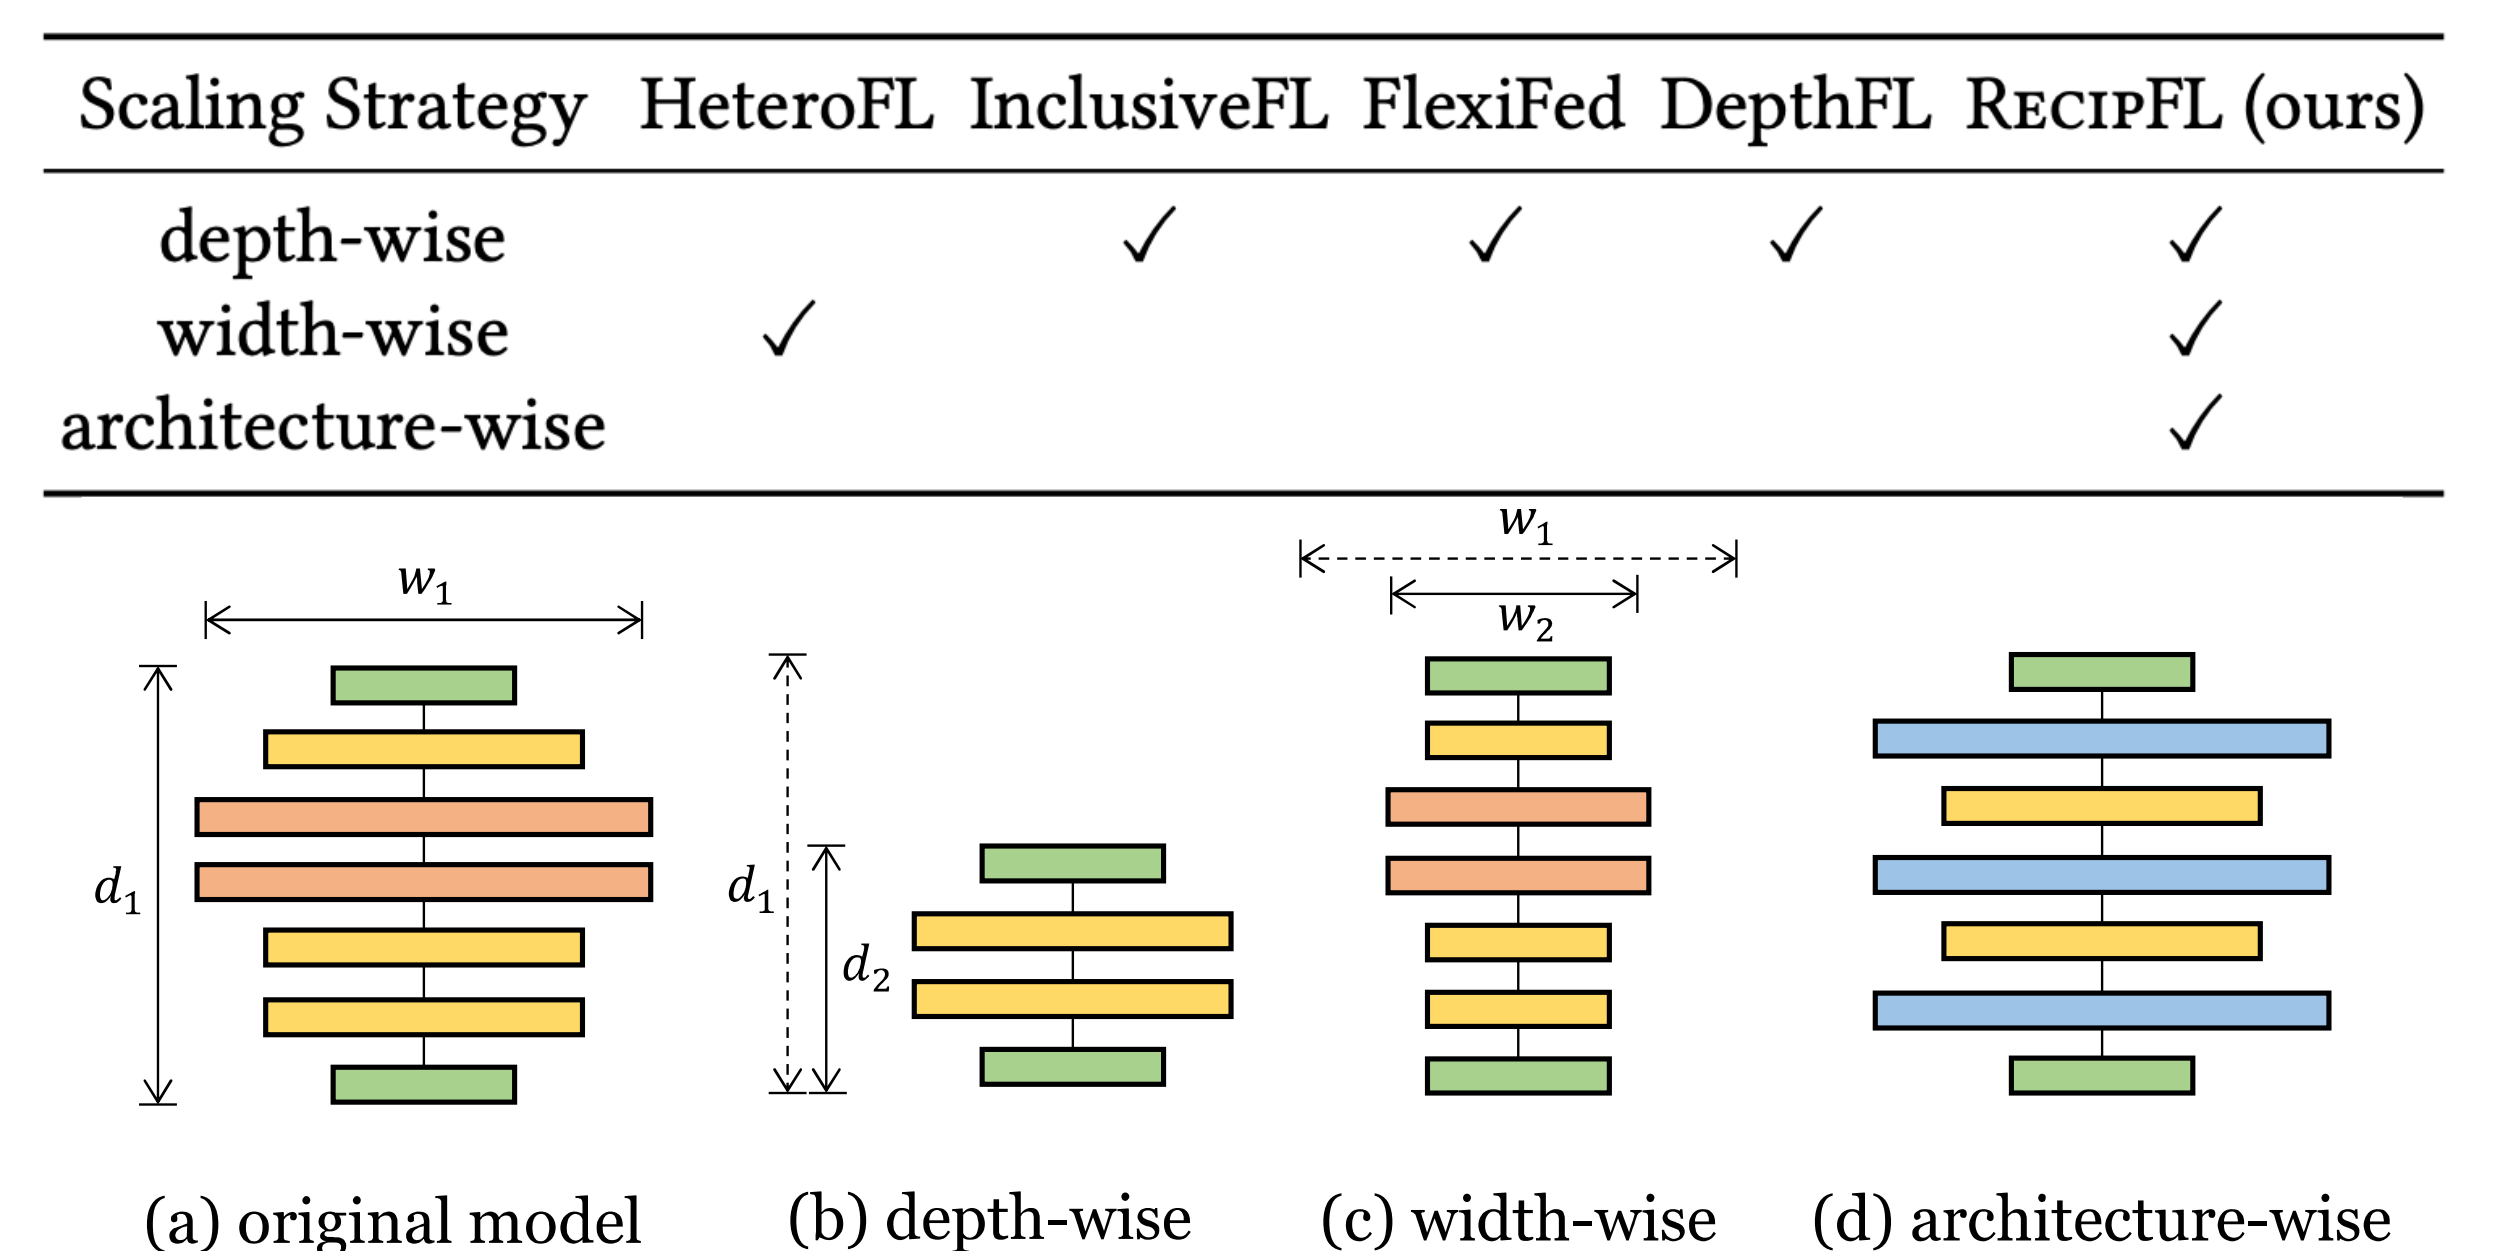 Scaling Strategy HeteroFL InclusiveFL FlexiFed DepthFL RECIPFL (ours)
depth-wise ✓ ✓ ✓ ✓
width-wise ✓ ✓
architecture-wise ✓
w1
w1
w2
d1
d1
d2
(a) original model
(b) depth-wise
(c) width-wise
(d) architecture-wise